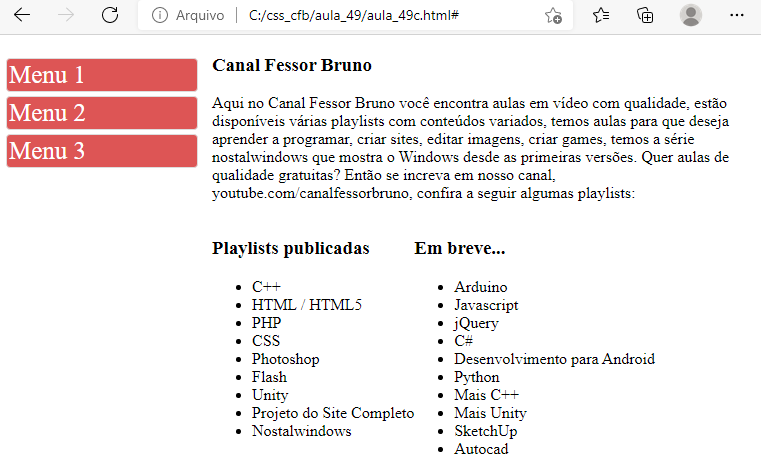 Arquivo | C:/css_cfb/aula_49/aula_49c.html#
Menu 1
Menu 2
Menu 3
Canal Fessor Bruno
Aqui no Canal Fessor Bruno você encontra aulas em vídeo com qualidade, estão
disponíveis várias playlists com conteúdos variados, temos aulas para que deseja
aprender a programar, criar sites, editar imagens, criar games, temos a série
nostalwindows que mostra o Windows desde as primeiras versões. Quer aulas de
qualidade gratuitas? Então se increva em nosso canal,
youtube.com/canalfessorbruno, confira a seguir algumas playlists:
Playlists publicadas
C++
HTML / HTML5
PHP
CSS
Photoshop
Flash
Unity
Projeto do Site Completo
Nostalwindows
Em breve...
Arduino
Javascript
jQuery
C#
Desenvolvimento para Android
Python
Mais C++
Mais Unity
SketchUp
Autocad